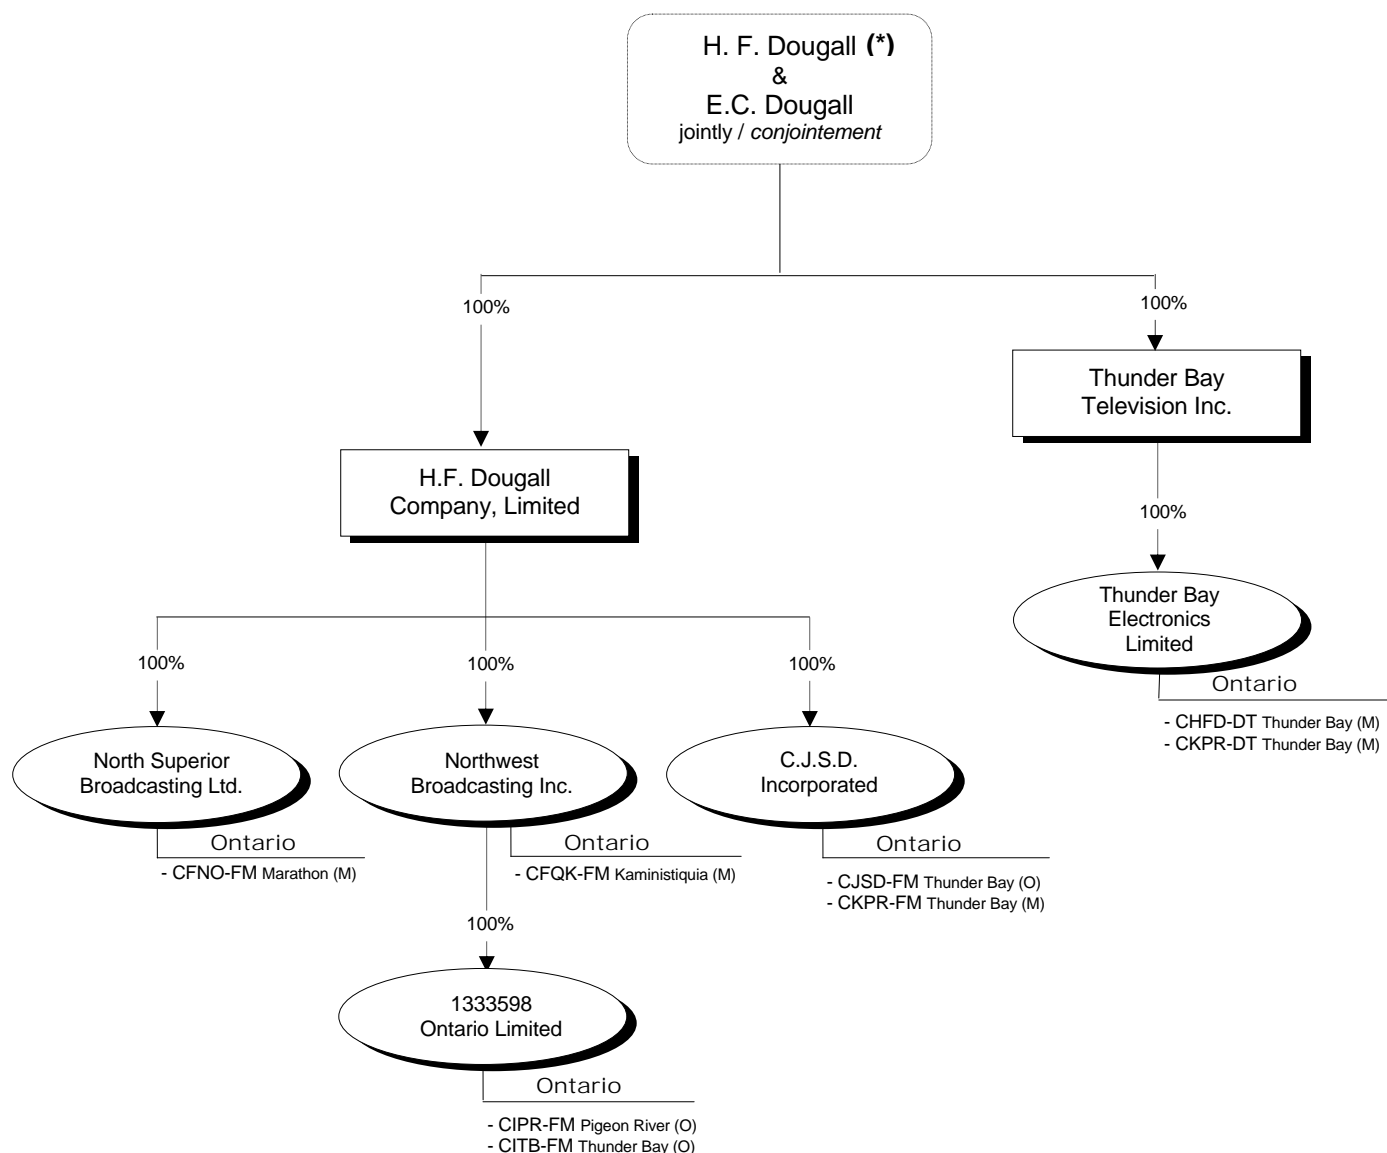 H. F. Dougall (*)
&
E.C. Dougall
jointly / conjointement
100%
100%
Thunder Bay
Television Inc.
H.F. Dougall
Company, Limited
100%
Thunder Bay
Electronics
Limited
Ontario
- CHFD-DT Thunder Bay (M)
- CKPR-DT Thunder Bay (M)
100%
100%
100%
North Superior
Broadcasting Ltd.
Northwest
Broadcasting Inc.
C.J.S.D.
Incorporated
Ontario
- CFNO-FM Marathon (M)
Ontario
- CFQK-FM Kaministiquia (M)
Ontario
- CJSD-FM Thunder Bay (O)
- CKPR-FM Thunder Bay (M)
100%
1333598
Ontario Limited
Ontario
- CIPR-FM Pigeon River (O)
- CITB-FM Thunder Bay (O)